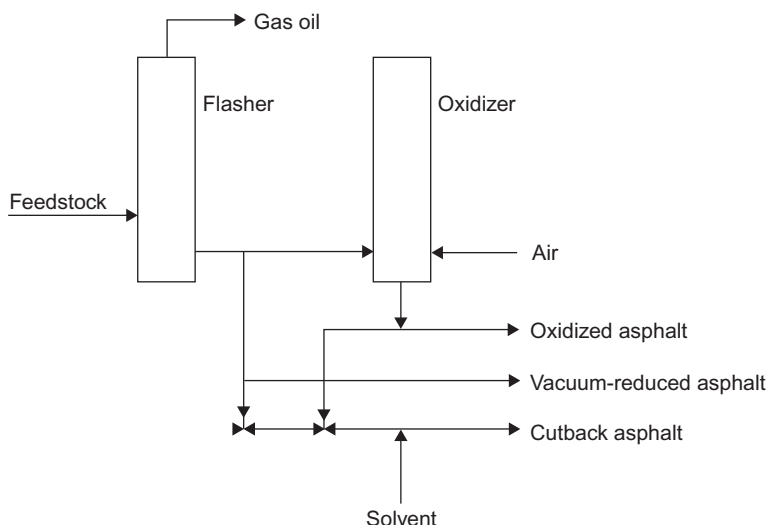 Gas oil
Flasher
Oxidizer
Feedstock
Air
Oxidized asphalt
Vacuum-reduced asphalt
Cutback asphalt
Solvent